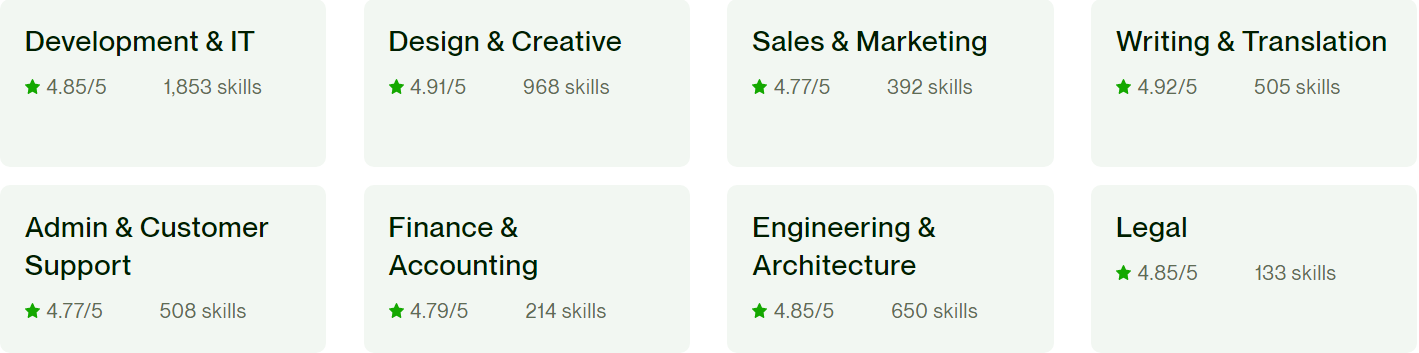 Development & IT
4.85/5 1,853 skills
Design & Creative
4.91/5 968 skills
Sales & Marketing
4.77/5 392 skills
Writing & Translation
4.92/5 505 skills
Admin & Customer
Support
4.77/5 508 skills
Finance &
Accounting
4.79/5 214 skills
Engineering &
Architecture
4.85/5 650 skills
Legal
4.85/5 133 skills